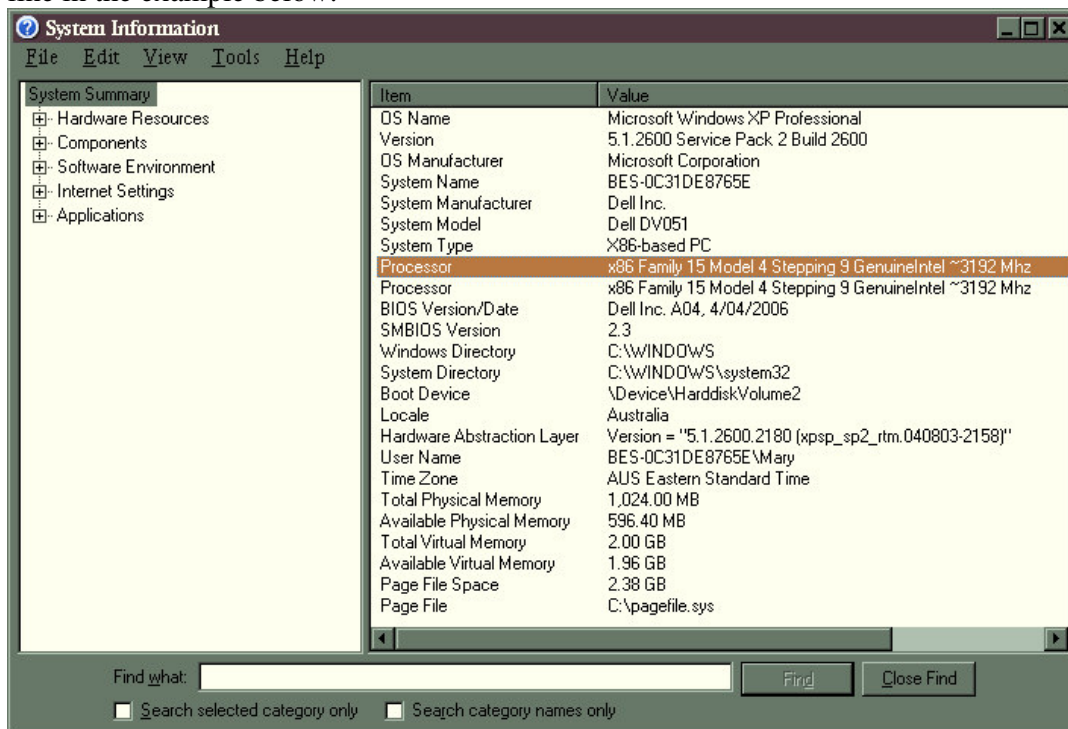 line in the example below.
System Information
File Edit View Tools Help
System Summary
Hardware Resources
Components
Software Environment
Internet Settings
Applications
Item Value
OS Name Microsoft Windows XP Professional
Version 5.1.2600 Service Pack 2 Build 2600
OS Manufacturer Microsoft Corporation
System Name BES-0C31DE8765E
System Manufacturer Dell Inc.
System Model Dell DV051
System Type X86-based PC
Processor x86 Family 15 Model 4 Stepping 9 GenuineIntel ~3192 Mhz
Processor x86 Family 15 Model 4 Stepping 9 GenuineIntel ~3192 Mhz
BIOS Version/Date Dell Inc. A04, 4/04/2006
SMBIOS Version 2.3
Windows Directory C:\WINDOWS
System Directory C:\WINDOWS\system32
Boot Device \Device\HarddiskVolume2
Locale Australia
Hardware Abstraction Layer Version = "5.1.2600.2180 (xpsp_sp2_rtm.040803-2158)"
User Name BES-0C31DE8765E\Mary
Time Zone AUS Eastern Standard Time
Total Physical Memory 1,024.00 MB
Available Physical Memory 596.40 MB
Total Virtual Memory 2.00 GB
Available Virtual Memory 1.96 GB
Page File Space 2.38 GB
Page File C:\pagefile.sys
Find what: Find Close Find
Search selected category only Search category names only